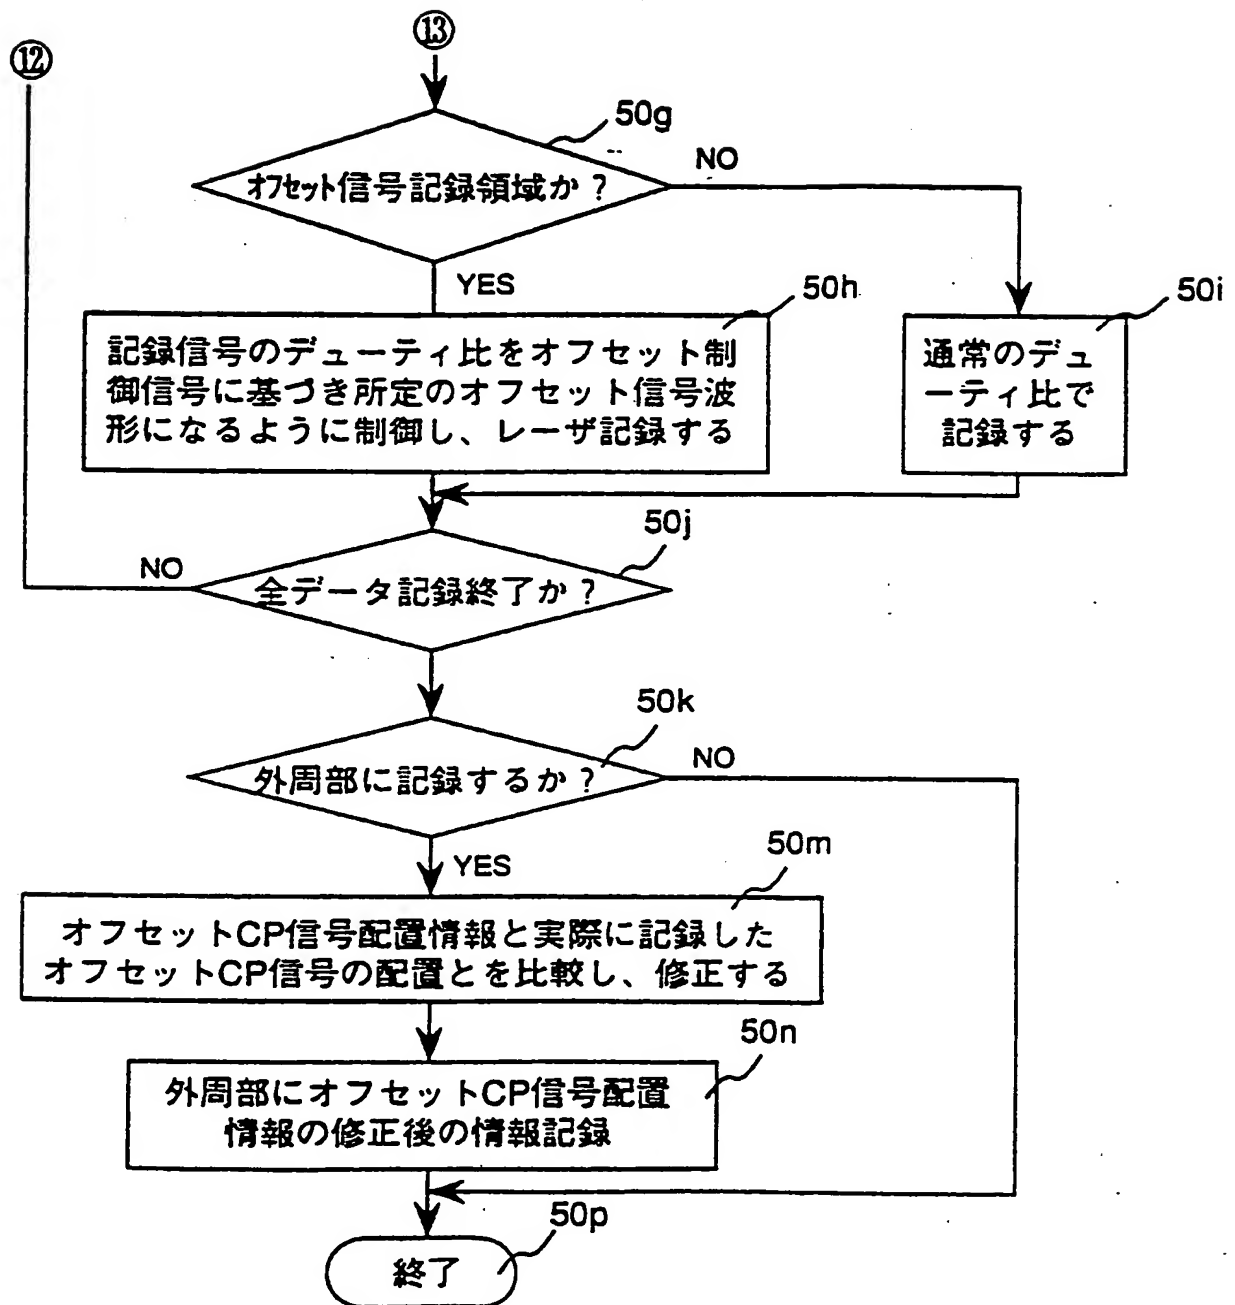 ⑬
⑫
50g
オフセット信号記録領域か?
NO
YES
50h
50i
記録信号のデューティ比をオフセット制
御信号に基づき所定のオフセット信号波
形になるように制御し、レーザ記録する
通常のデュ
ーティ比で
記録する
50j
NO
全データ記録終了か?
50k
外周部に記録するか?
NO
YES
50m
オフセットCP信号配置情報と実際に記録した
オフセットCP信号の配置とを比較し、修正する
50n
外周部にオフセットCP信号配置
情報の修正後の情報記録
50p
終了